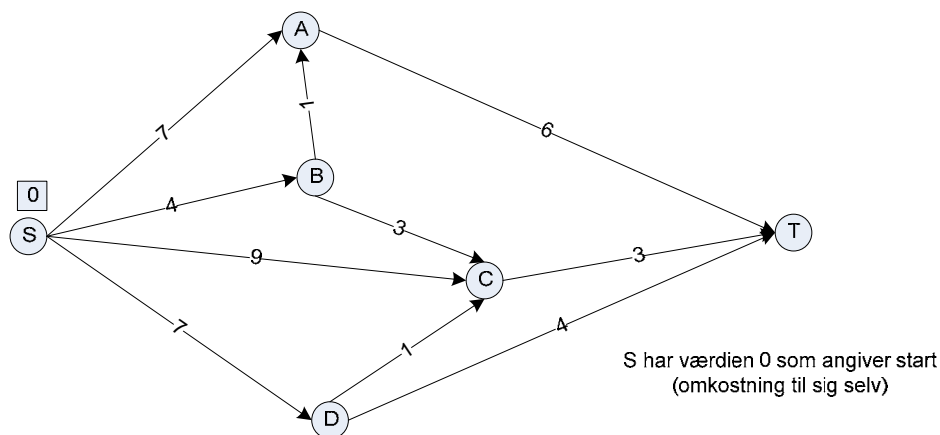 A
7
1
6
B
0
4
S
3
T
9
3
C
7
4
1
S har værdien 0 som angiver start
(omkostning til sig selv)
D